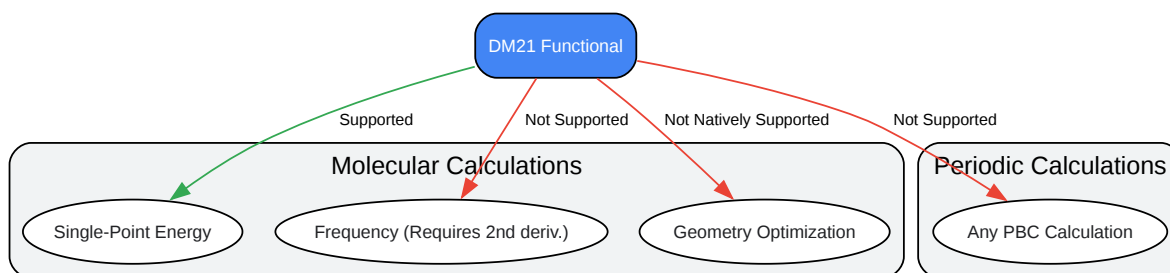 DM21 Functional
Supported
Not Supported
Not Natively Supported
Not Supported
Molecular Calculations
Periodic Calculations
Single-Point Energy
Frequency (Requires 2nd deriv.)
Geometry Optimization
Any PBC Calculation